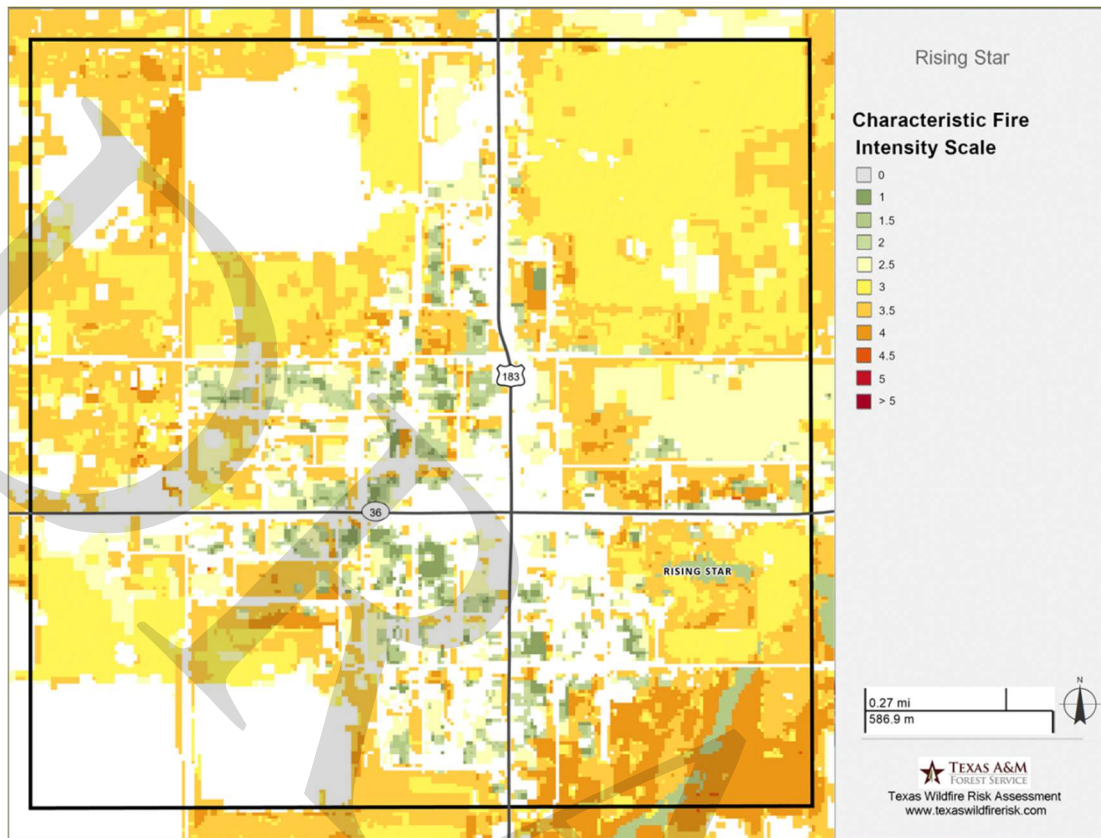 Rising Star
Characteristic Fire
Intensity Scale
0
1
1.5
2
2.5
3
3.5
4
4.5
5
> 5
183
36
RISING STAR
N
0.27 mi
586.9 m
TEXAS A&M
FOREST SERVICE
Texas Wildfire Risk Assessment
www.texaswildfirerisk.com